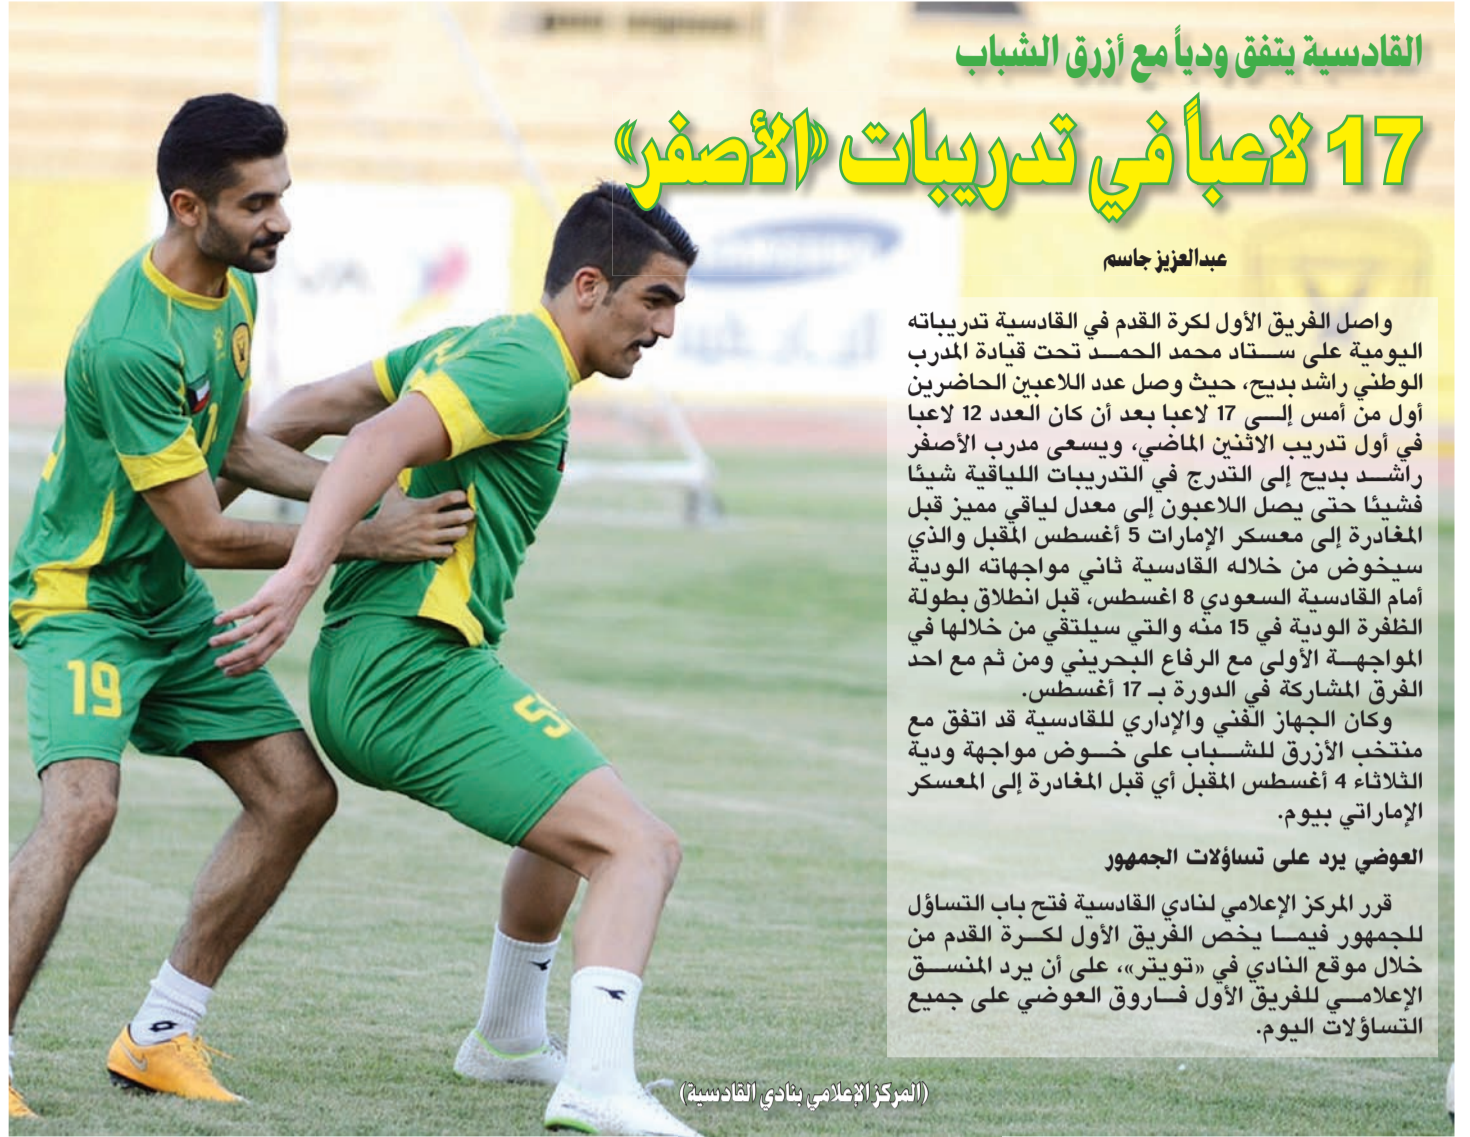 القادسية يتفق ودياً مع أزرق الشباب
17 لاعباً في تدريبات «الأصفر»
عبدالعزيز جاسم
واصل الفريق الأول لكرة القدم في القادسية تدريباته
اليومية على ستاد محمد الحمد تحت قيادة المدرب
الوطني راشد بديح، حيث وصل عدد اللاعبين الحاضرين
أول من أمس إلى 17 لاعبا بعد أن كان العدد 12 لاعبا
في أول تدريب الاثنين الماضي، ويسعى مدرب الأصفر
راشد بديح إلى التدرج في التدريبات اللياقية شيئا
فشيئا حتى يصل اللاعبون إلى معدل لياقي مميز قبل
المغادرة إلى معسكر الإمارات 5 أغسطس المقبل والذي
سيخوض من خلاله القادسية ثاني مواجهاته الودية
أمام القادسية السعودي 8 اغسطس، قبل انطلاق بطولة
الظفرة الودية في 15 منه والتي سيلتقي من خلالها في
المواجهة الأولى مع الرفاع البحريني ومن ثم مع احد
الفرق المشاركة في الدورة بـ 17 أغسطس.
وكان الجهاز الفني والإداري للقادسية قد اتفق مع
منتخب الأزرق للشباب على خوض مواجهة ودية
الثلاثاء 4 أغسطس المقبل أي قبل المغادرة إلى المعسكر
الإماراتي بيوم.
العوضي يرد على تساؤلات الجمهور
قرر المركز الإعلامي لنادي القادسية فتح باب التساؤل
للجمهور فيما يخص الفريق الأول لكرة القدم من
خلال موقع النادي في «تويتر»، على أن يرد المنسق
الإعلامي للفريق الأول فاروق العوضي على جميع
التساؤلات اليوم.
19
(المركز الإعلامي بنادي القادسية)